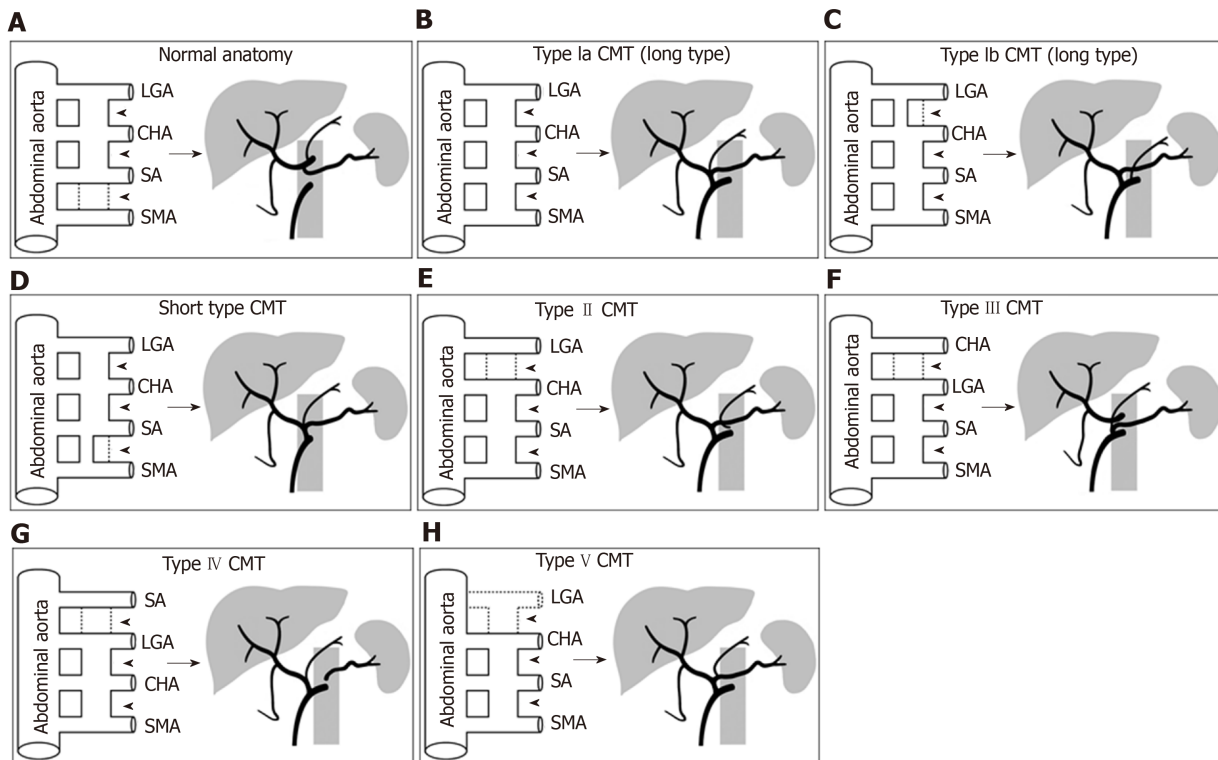 A
Normal anatomy
Abdominal aorta
LGA
CHA
SA
SMA
B
Type Ia CMT (long type)
Abdominal aorta
LGA
CHA
SA
SMA
C
Type Ib CMT (long type)
Abdominal aorta
LGA
CHA
SA
SMA
D
Short type CMT
Abdominal aorta
LGA
CHA
SA
SMA
E
Type Ⅱ CMT
Abdominal aorta
LGA
CHA
SA
SMA
F
Type Ⅲ CMT
Abdominal aorta
CHA
LGA
SA
SMA
G
Type Ⅳ CMT
Abdominal aorta
SA
LGA
CHA
SMA
H
Type Ⅴ CMT
Abdominal aorta
LGA
CHA
SA
SMA